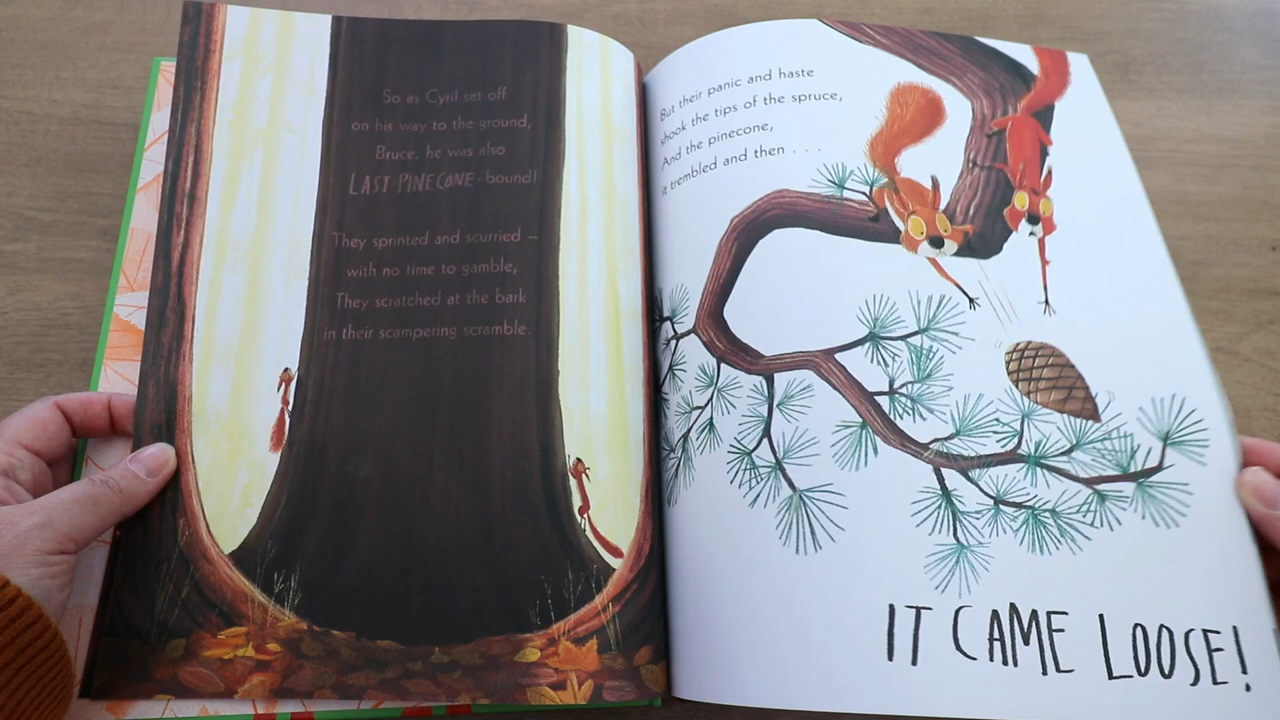 So as Cyril set off
on his way to the ground,
Bruce, he was also
LAST-PINECONE-bound!
They sprinted and scurried –
with no time to gamble,
They scratched at the bark
in their scampering scramble.
But their panic and haste
shook the tips of the spruce,
And the pinecone,
it trembled and then . . .
IT CAME LOOSE!